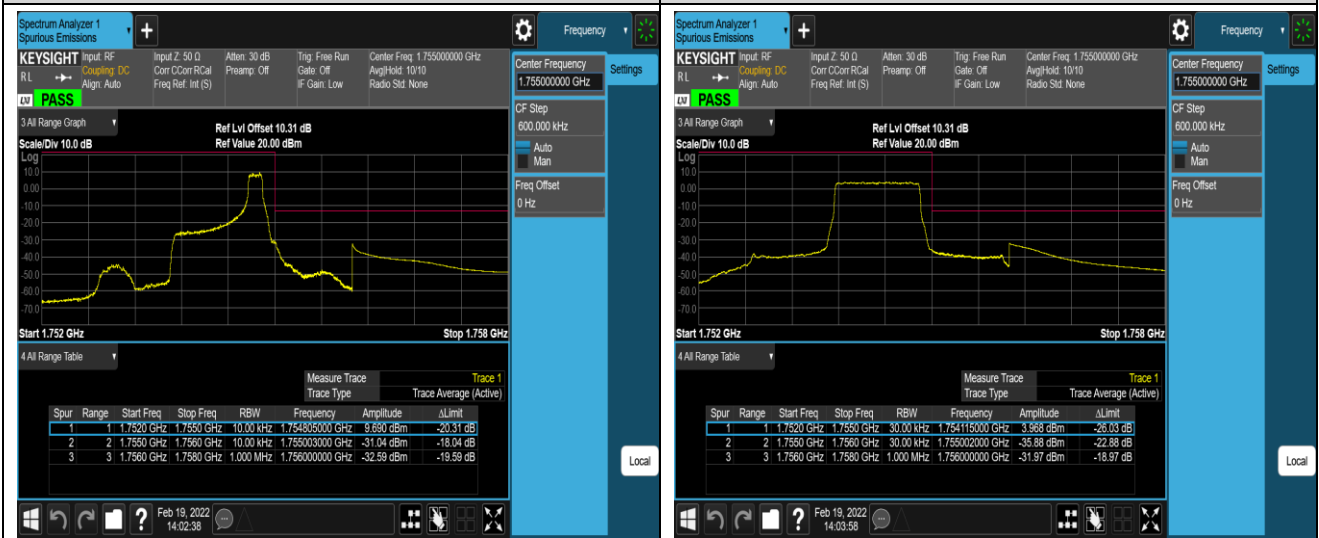 Spectrum Analyzer 1
Spurious Emissions
+
Frequency
KEYSIGHT Input: RF Input Z: 50 Ω Atten: 30 dB Trig: Free Run Center Freq: 1.755000000 GHz
RL Coupling: DC Corr CCorr RCal Preamp: Off Gate: Off Avg|Hold: 10/10
Align: Auto Freq Ref: Int (S) IF Gain: Low Radio Std: None
LXI PASS
Center Frequency
1.755000000 GHz
Settings
CF Step
600.000 kHz
Auto
Man
Freq Offset
0 Hz
3 All Range Graph
Ref Lvl Offset 10.31 dB
Scale/Div 10.0 dB Ref Value 20.00 dBm
Log
10.0
0.00
-10.0
-20.0
-30.0
-40.0
-50.0
-60.0
-70.0
Start 1.752 GHz Stop 1.758 GHz
4 All Range Table
Measure Trace Trace 1
Trace Type Trace Average (Active)
Spur Range Start Freq Stop Freq RBW Frequency Amplitude ΔLimit
1 1 1.7520 GHz 1.7550 GHz 10.00 kHz 1.754805000 GHz 9.690 dBm -20.31 dB
2 2 1.7550 GHz 1.7560 GHz 10.00 kHz 1.755003000 GHz -31.04 dBm -18.04 dB
3 3 1.7560 GHz 1.7580 GHz 1.000 MHz 1.756000000 GHz -32.59 dBm -19.59 dB
Local
? Feb 19, 2022
14:02:38
Spectrum Analyzer 1
Spurious Emissions
+
Frequency
KEYSIGHT Input: RF Input Z: 50 Ω Atten: 30 dB Trig: Free Run Center Freq: 1.755000000 GHz
RL Coupling: DC Corr CCorr RCal Preamp: Off Gate: Off Avg|Hold: 10/10
Align: Auto Freq Ref: Int (S) IF Gain: Low Radio Std: None
LXI PASS
Center Frequency
1.755000000 GHz
Settings
CF Step
600.000 kHz
Auto
Man
Freq Offset
0 Hz
3 All Range Graph
Ref Lvl Offset 10.31 dB
Scale/Div 10.0 dB Ref Value 20.00 dBm
Log
10.0
0.00
-10.0
-20.0
-30.0
-40.0
-50.0
-60.0
-70.0
Start 1.752 GHz Stop 1.758 GHz
4 All Range Table
Measure Trace Trace 1
Trace Type Trace Average (Active)
Spur Range Start Freq Stop Freq RBW Frequency Amplitude ΔLimit
1 1 1.7520 GHz 1.7550 GHz 30.00 kHz 1.754115000 GHz 3.968 dBm -26.03 dB
2 2 1.7550 GHz 1.7560 GHz 30.00 kHz 1.755002000 GHz -35.88 dBm -22.88 dB
3 3 1.7560 GHz 1.7580 GHz 1.000 MHz 1.756000000 GHz -31.97 dBm -18.97 dB
Local
? Feb 19, 2022
14:03:58